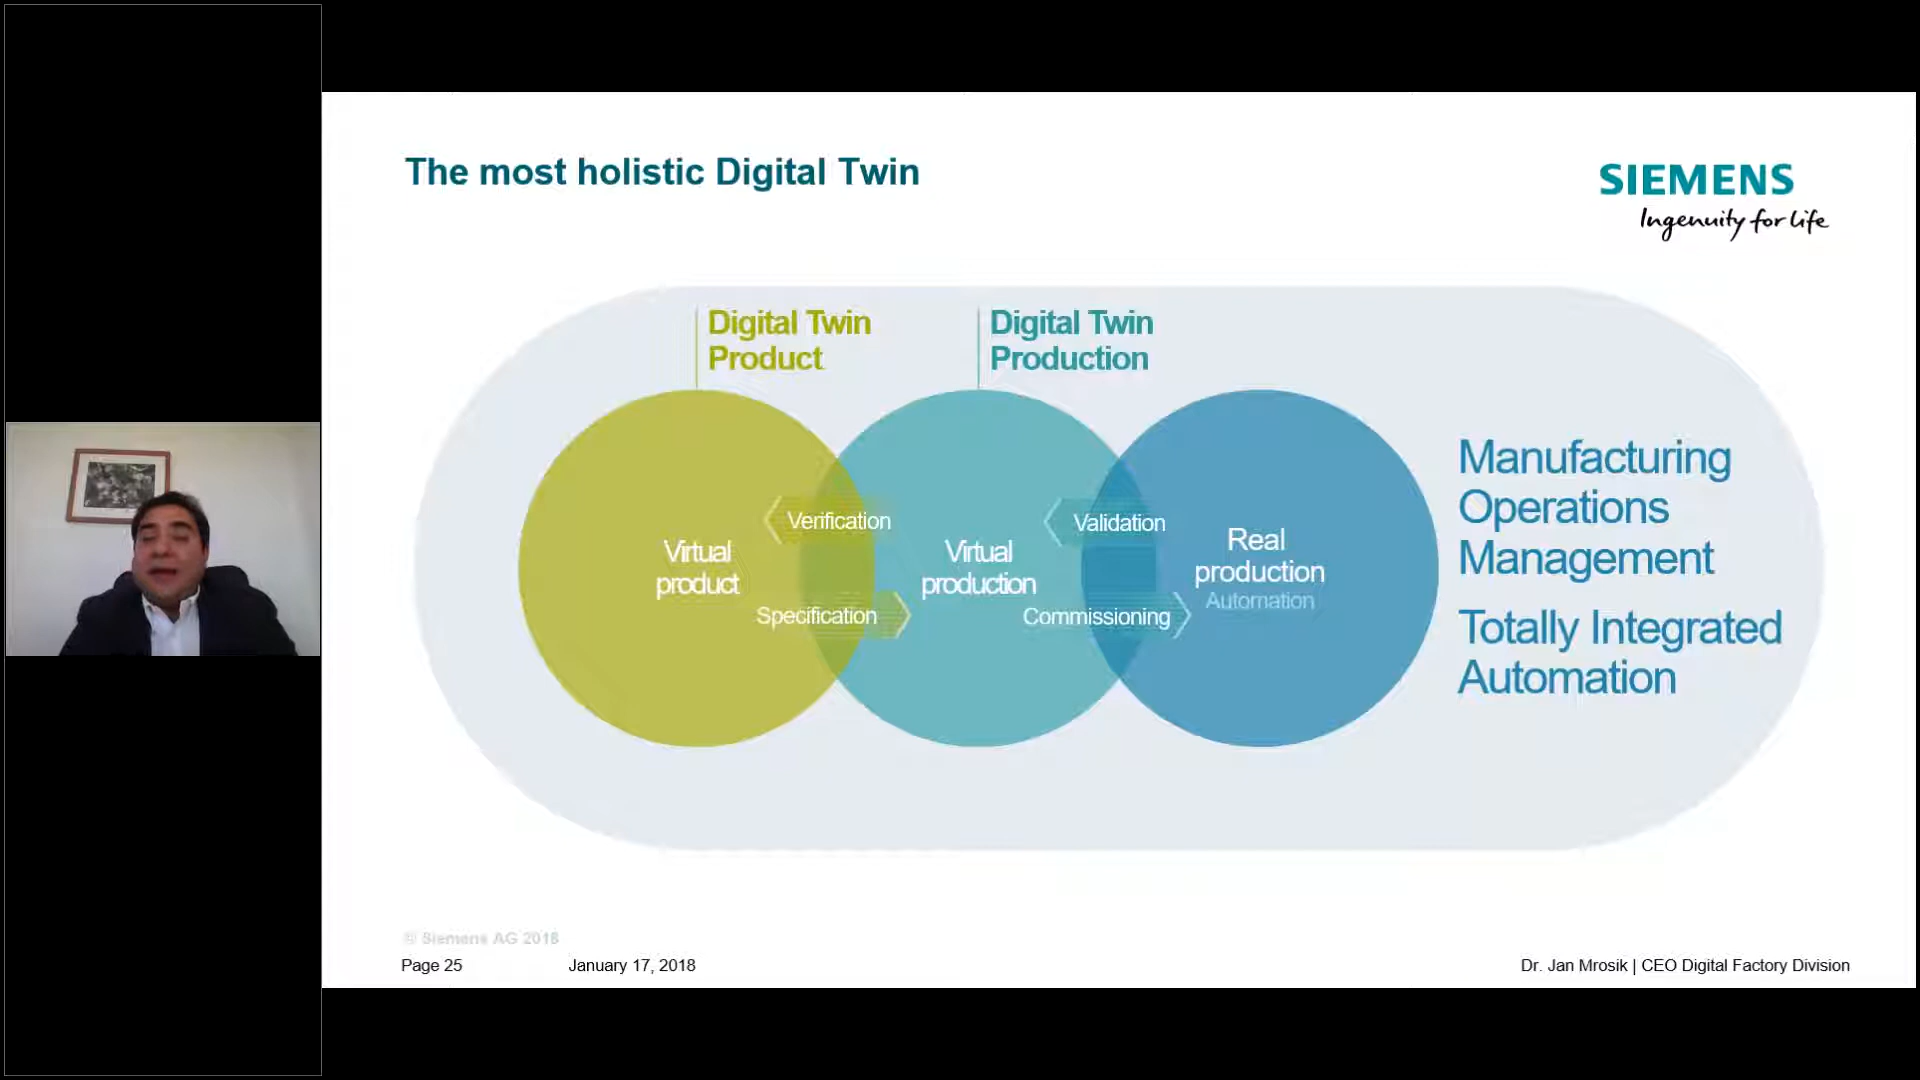 The most holistic Digital Twin
SIEMENS
Ingenuity for life
Digital Twin
Product
Digital Twin
Production
Verification
Virtual
product
Specification
Validation
Virtual
production
Commissioning
Real
production
Automation
Manufacturing
Operations
Management
Totally Integrated
Automation
© Siemens AG 2018
Page 25
January 17, 2018
Dr. Jan Mrosik | CEO Digital Factory Division